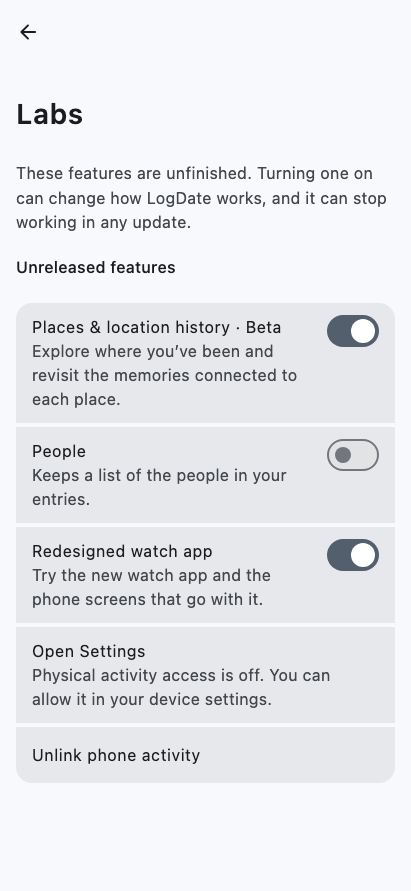 Labs
These features are unfinished. Turning one on
can change how LogDate works, and it can stop
working in any update.
Unreleased features
Places & location history · Beta
Explore where you’ve been and
revisit the memories connected to
each place.
People
Keeps a list of the people in your
entries.
Redesigned watch app
Try the new watch app and the
phone screens that go with it.
Open Settings
Physical activity access is off. You can
allow it in your device settings.
Unlink phone activity